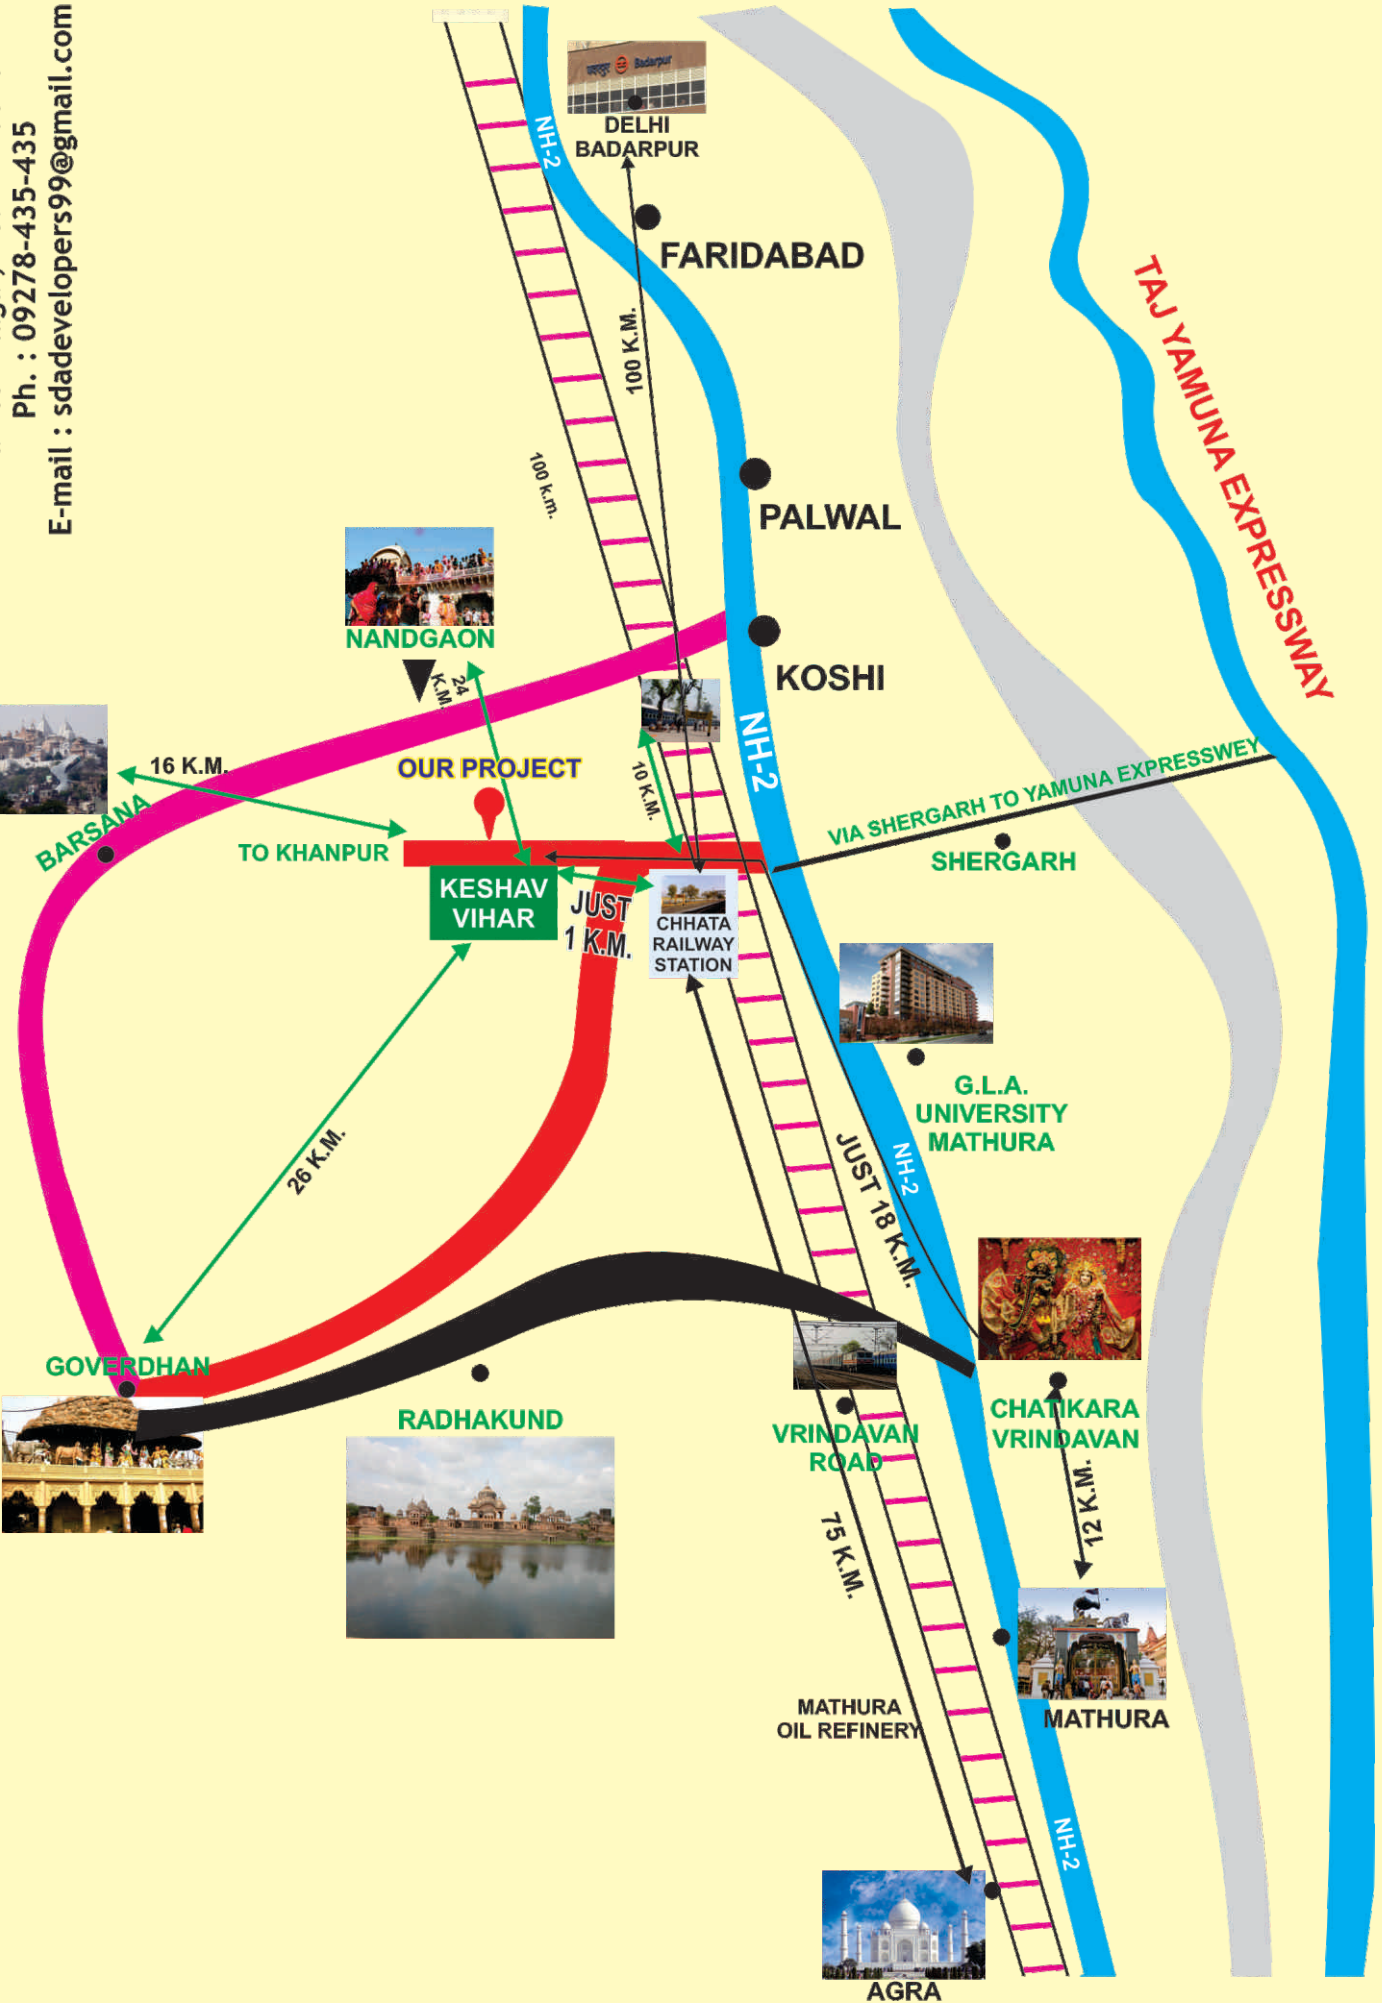 Ph. : 09278-435-435
E-mail : sdadevelopers99@gmail.com
बदरपुर Badarpur
DELHI
BADARPUR
NH-2
FARIDABAD
100 K.M.
TAJ YAMUNA EXPRESSWAY
100 k.m.
PALWAL
NANDGAON
24
K.M.
KOSHI
NH-2
16 K.M.
OUR PROJECT
10 K.M.
VIA SHERGARH TO YAMUNA EXPRESSWEY
BARSANA
TO KHANPUR
SHERGARH
KESHAV
VIHAR
JUST
1 K.M.
CHHATA
RAILWAY
STATION
G.L.A.
UNIVERSITY
MATHURA
26 K.M.
JUST 18 K.M.
NH-2
GOVERDHAN
RADHAKUND
VRINDAVAN
ROAD
CHATIKARA
VRINDAVAN
12 K.M.
75 K.M.
MATHURA
OIL REFINERY
MATHURA
NH-2
AGRA